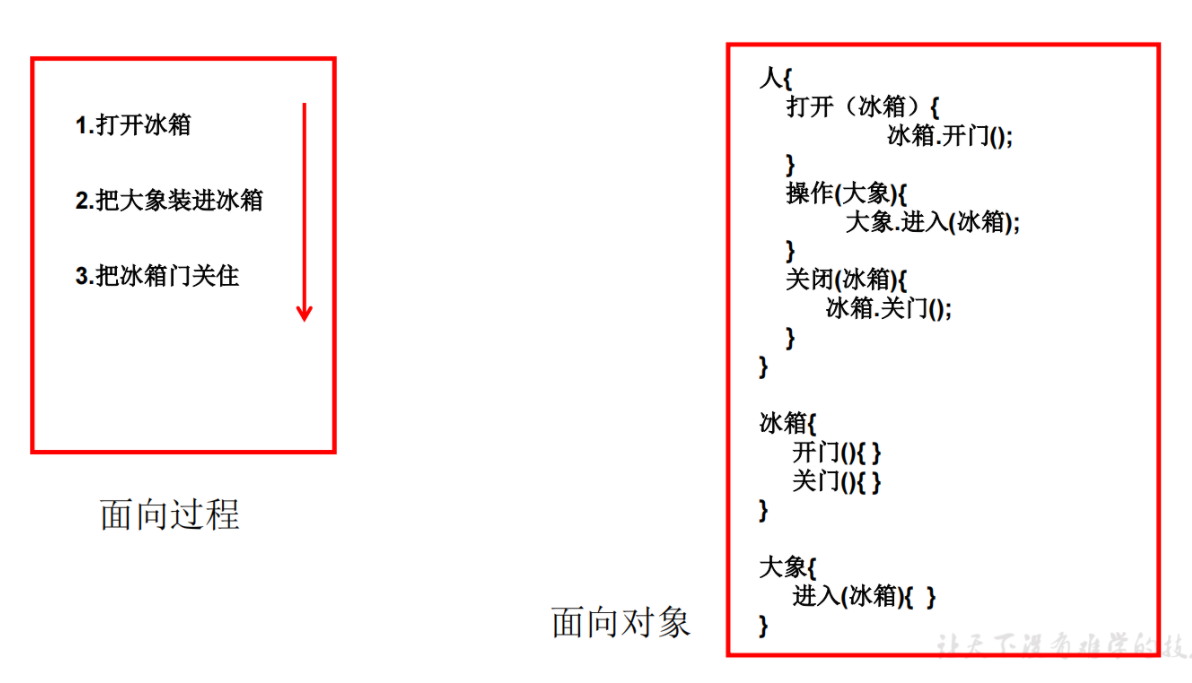 1.打开冰箱
2.把大象装进冰箱
3.把冰箱门关住
面向过程
人{
打开（冰箱）{
冰箱.开门();
}
操作(大象){
大象.进入(冰箱);
}
关闭(冰箱){
冰箱.关门();
}
}
冰箱{
开门(){ }
关门(){ }
}
大象{
进入(冰箱){ }
}
面向对象
让天下没有难学的技